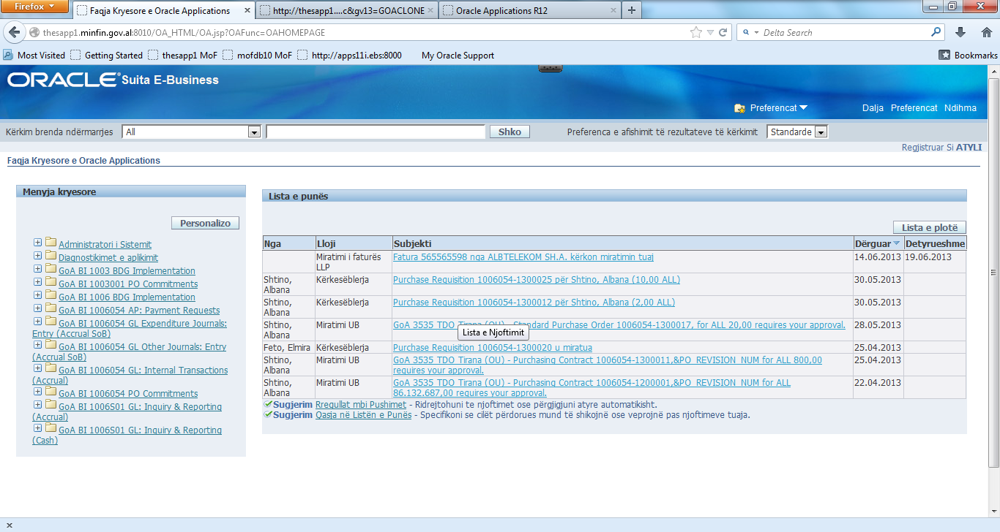 Firefox
Faqja Kryesore e Oracle Applications
http://thesapp1....c&gv13=GOACLONE
Oracle Applications R12
thesapp1.minfin.gov.al:8010/OA_HTML/OA.jsp?OAFunc=OAHOMEPAGE
Delta Search
Most Visited
Getting Started
thesapp1 MoF
mofdb10 MoF
http://apps11i.ebs:8000
My Oracle Support
Bookmarks
ORACLE® Suita E-Business
Preferencat
Dalja Preferencat Ndihma
Kërkim brenda ndërmarrjes All Shko Preferenca e afishimit të rezultateve të kërkimit Standarde
Regjistruar Si ATYLI
Faqja Kryesore e Oracle Applications
Menyja kryesore
Personalizo
Administratori i Sistemit
Diagnostikimet e aplikimit
GoA BI 1003 BDG Implementation
GoA BI 1003001 PO Commitments
GoA BI 1006 BDG Implementation
GoA BI 1006054 AP: Payment Requests
GoA BI 1006054 GL Expenditure Journals:
Entry (Accrual SoB)
GoA BI 1006054 GL Other Journals: Entry
(Accrual SoB)
GoA BI 1006054 GL: Internal Transactions
(Accrual)
GoA BI 1006054 PO Commitments
GoA BI 1006S01 GL: Inquiry & Reporting
(Accrual)
GoA BI 1006S01 GL: Inquiry & Reporting
(Cash)
Lista e punës
Lista e plotë
Nga Lloji Subjekti Dërguar Detyrueshme
Miratimi i faturës Fatura 565565598 nga ALBTELEKOM SH.A. kërkon miratimin tuaj 14.06.2013 19.06.2013
LLP
Shtino, Kërkesëblerja Purchase Requisition 1006054-1300025 për Shtino, Albana (10,00 ALL) 30.05.2013
Albana
Shtino, Kërkesëblerja Purchase Requisition 1006054-1300012 për Shtino, Albana (2,00 ALL) 30.05.2013
Albana
Shtino, Miratimi UB GoA 3535 TDO Tirana (OU) - Standard Purchase Order 1006054-1300017, for ALL 20,00 requires your approval. 28.05.2013
Albana
Lista e Njoftimit
Feto, Elmira Kërkesëblerja Purchase Requisition 1006054-1300020 u miratua 25.04.2013
Shtino, Miratimi UB GoA 3535 TDO Tirana (OU) - Purchasing Contract 1006054-1300011,&PO_REVISION_NUM for ALL 800,00 25.04.2013
Albana requires your approval.
Shtino, Miratimi UB GoA 3535 TDO Tirana (OU) - Purchasing Contract 1006054-1200001,&PO_REVISION_NUM for ALL 22.04.2013
Albana 86.132.687,00 requires your approval.
Sugjerim Rregullat mbi Pushimet - Ridrejtohuni te njoftimet ose përgjigjuni atyre automatikisht.
Sugjerim Qasja në Listën e Punës - Specifikoni se cilët përdorues mund të shikojnë ose veprojnë pas njoftimeve tuaja.